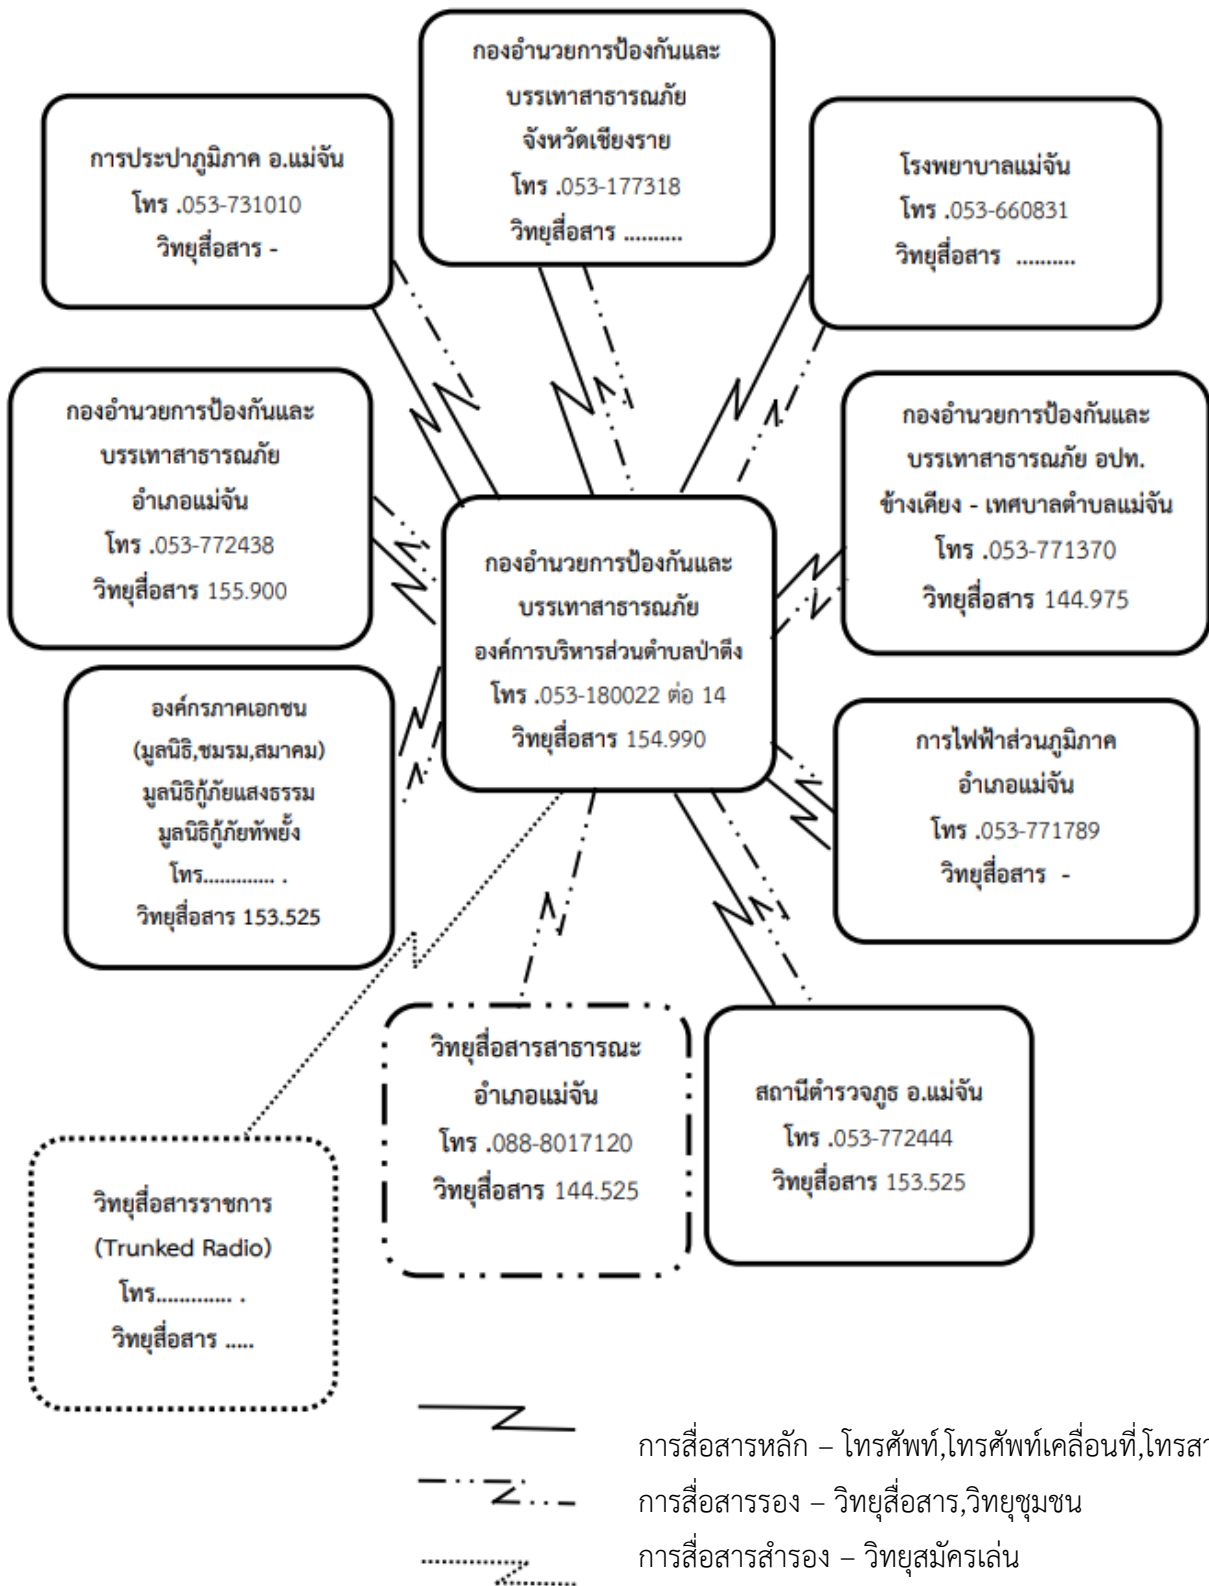 กองอำนวยการป้องกันและ
บรรเทาสาธารณภัย
จังหวัดเชียงราย
โทร .053-177318
วิทยุสื่อสาร ..........
การประปาภูมิภาค อ.แม่จัน
โทร .053-731010
วิทยุสื่อสาร -
โรงพยาบาลแม่จัน
โทร .053-660831
วิทยุสื่อสาร ..........
กองอำนวยการป้องกันและ
บรรเทาสาธารณภัย
อำเภอแม่จัน
โทร .053-772438
วิทยุสื่อสาร 155.900
กองอำนวยการป้องกันและ
บรรเทาสาธารณภัย อปท.
ข้างเคียง - เทศบาลตำบลแม่จัน
โทร .053-771370
วิทยุสื่อสาร 144.975
กองอำนวยการป้องกันและ
บรรเทาสาธารณภัย
องค์การบริหารส่วนตำบลป่าตึง
โทร .053-180022 ต่อ 14
วิทยุสื่อสาร 154.990
องค์กรภาคเอกชน
(มูลนิธิ,ชมรม,สมาคม)
มูลนิธิกู้ภัยแสงธรรม
มูลนิธิกู้ภัยทัพยั้ง
โทร............. .
วิทยุสื่อสาร 153.525
การไฟฟ้าส่วนภูมิภาค
อำเภอแม่จัน
โทร .053-771789
วิทยุสื่อสาร -
วิทยุสื่อสารสาธารณะ
อำเภอแม่จัน
โทร .088-8017120
วิทยุสื่อสาร 144.525
สถานีตำรวจภูธ อ.แม่จัน
โทร .053-772444
วิทยุสื่อสาร 153.525
วิทยุสื่อสารราชการ
(Trunked Radio)
โทร............. .
วิทยุสื่อสาร .....
การสื่อสารหลัก – โทรศัพท์,โทรศัพท์เคลื่อนที่,โทรสา
การสื่อสารรอง – วิทยุสื่อสาร,วิทยุชุมชน
การสื่อสารสำรอง – วิทยุสมัครเล่น